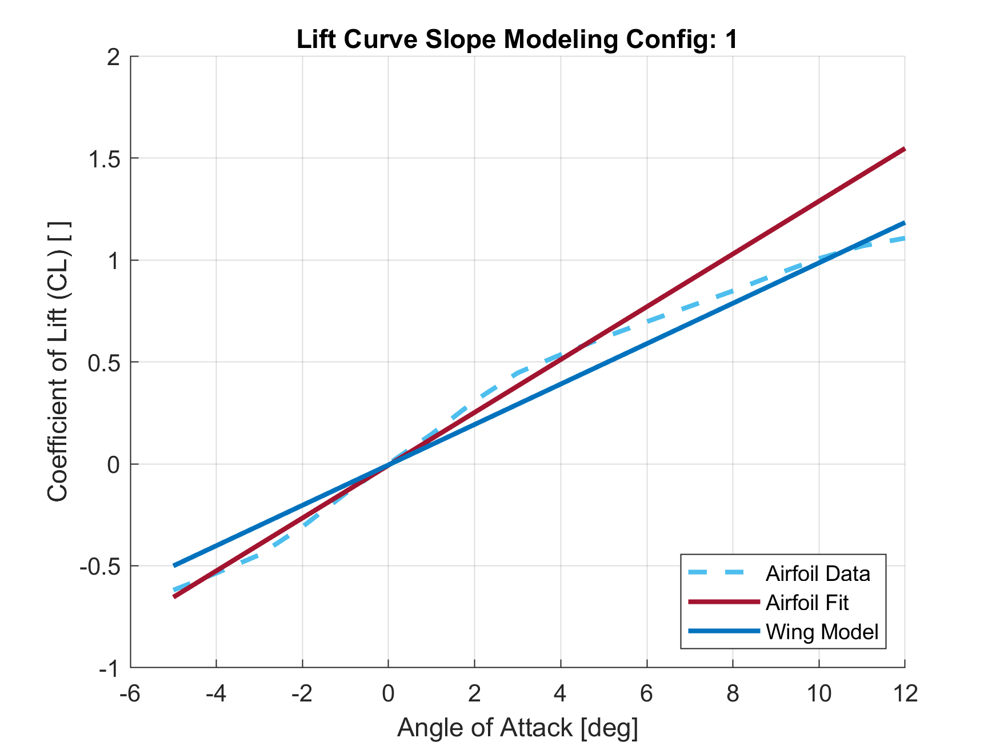 Lift Curve Slope Modeling Config: 1
2
1.5
1
0.5
0
-0.5
-1
Coefficient of Lift (CL) [ ]
Airfoil Data
Airfoil Fit
Wing Model
-6 -4 -2 0 2 4 6 8 10 12
Angle of Attack [deg]